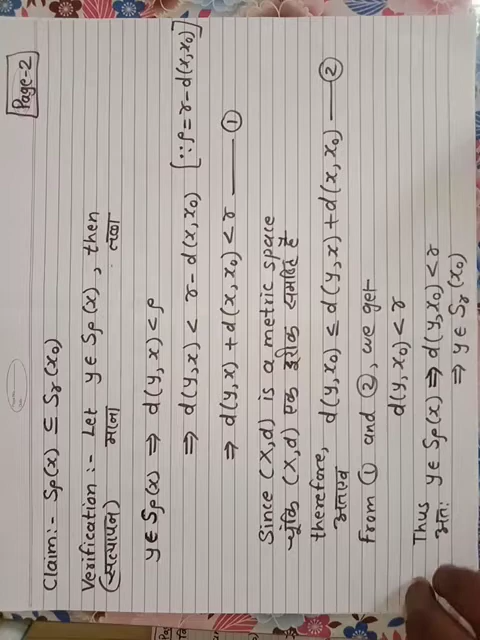 Page-2
Claim:- Sρ(x) ⊆ Sr(x₀)
Verification :- Let y ∈ Sρ(x), then
(सत्यापन) माना तब
y ∈ Sρ(x) ⇒ d(y,x) < ρ
⇒ d(y,x) < r - d(x,x₀) [∵ ρ = r - d(x,x₀)]
⇒ d(y,x) + d(x,x₀) < r —— ①
Since (X,d) is a metric space
चूंकि (X,d) एक दूरीक समष्टि है
therefore, d(y,x₀) ≤ d(y,x) + d(x,x₀) —— ②
अतएव
From ① and ②, we get
d(y,x₀) < r
Thus y ∈ Sρ(x) ⇒ d(y,x₀) < r
अतः ⇒ y ∈ Sr(x₀)